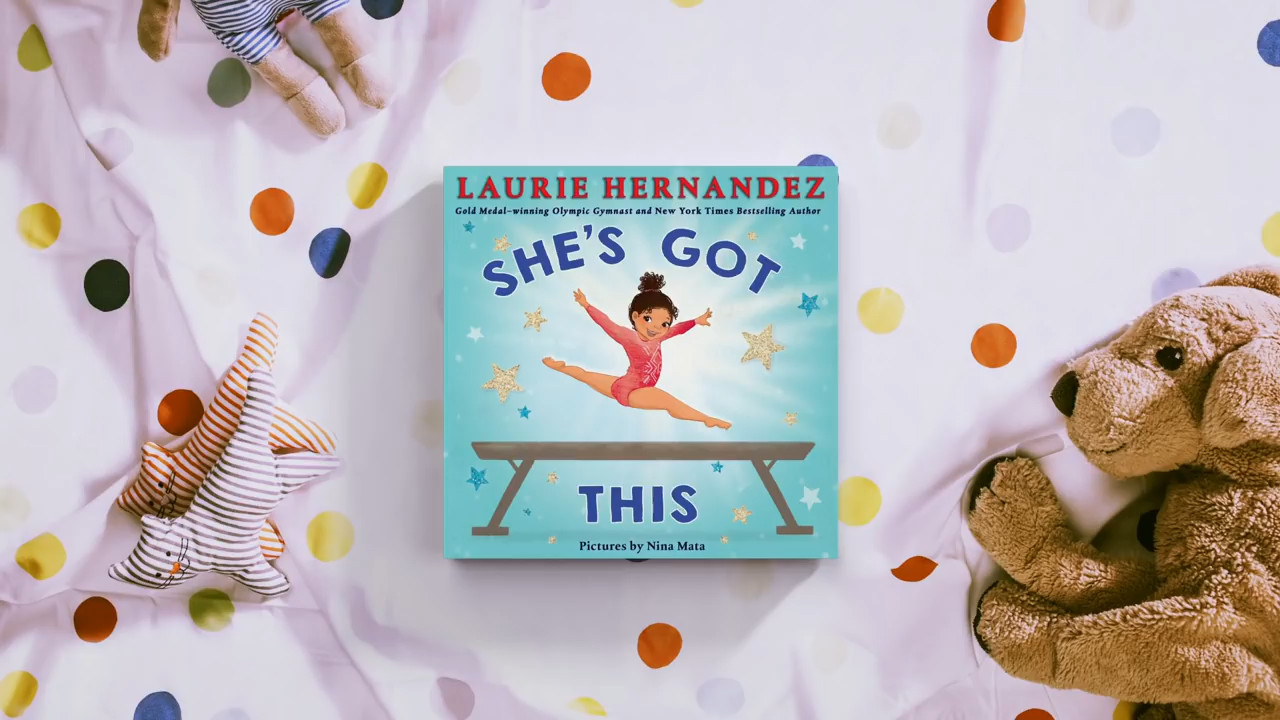 LAURIE HERNANDEZ
Gold Medal–winning Olympic Gymnast and New York Times Bestselling Author
SHE'S GOT
THIS
Pictures by Nina Mata